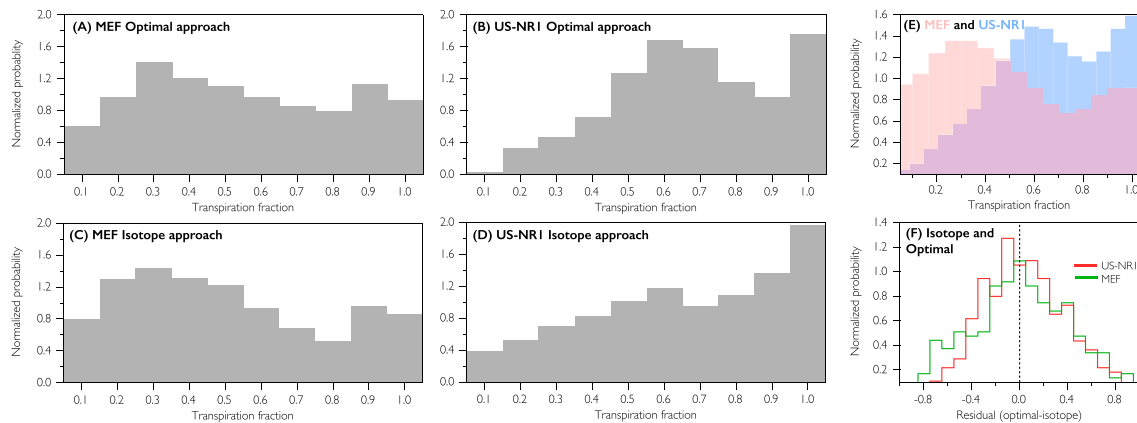 (A) MEF Optimal approach
2.0
1.6
1.2
0.8
0.4
0.0
Normalized probability
0.1 0.2 0.3 0.4 0.5 0.6 0.7 0.8 0.9 1.0
Transpiration fraction
(B) US-NR1 Optimal approach
2.0
1.6
1.2
0.8
0.4
0.0
Normalized probability
0.1 0.2 0.3 0.4 0.5 0.6 0.7 0.8 0.9 1.0
Transpiration fraction
(E) MEF and US-NR1
1.6
1.4
1.2
1.0
0.8
0.6
0.4
0.2
Normalized probability
0.2 0.4 0.6 0.8 1.0
Transpiration fraction
(C) MEF Isotope approach
2.0
1.6
1.2
0.8
0.4
0.0
Normalized probability
0.1 0.2 0.3 0.4 0.5 0.6 0.7 0.8 0.9 1.0
Transpiration fraction
(D) US-NR1 Isotope approach
2.0
1.6
1.2
0.8
0.4
0.0
Normalized probability
0.1 0.2 0.3 0.4 0.5 0.6 0.7 0.8 0.9 1.0
Transpiration fraction
(F) Isotope and
Optimal
US-NR1
MEF
1.4
1.2
1.0
0.8
0.6
0.4
0.2
Normalized probability
-0.8 -0.4 0.0 0.4 0.8
Residual (optimal-isotope)